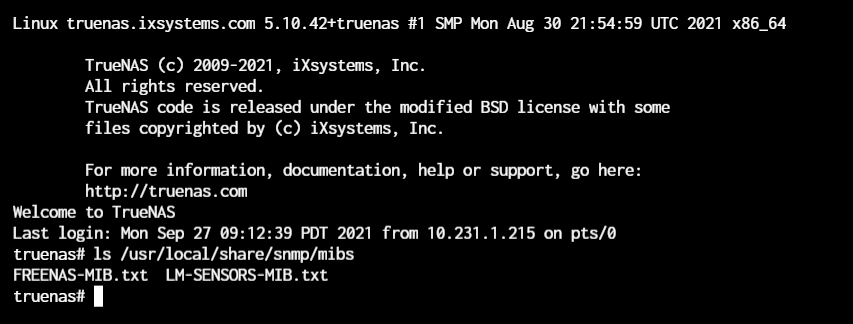 Linux truenas.ixsystems.com 5.10.42+truenas #1 SMP Mon Aug 30 21:54:59 UTC 2021 x86_64
TrueNAS (c) 2009-2021, iXsystems, Inc.
All rights reserved.
TrueNAS code is released under the modified BSD license with some
files copyrighted by (c) iXsystems, Inc.
For more information, documentation, help or support, go here:
http://truenas.com
Welcome to TrueNAS
Last login: Mon Sep 27 09:12:39 PDT 2021 from 10.231.1.215 on pts/0
truenas# ls /usr/local/share/snmp/mibs
FREENAS-MIB.txt  LM-SENSORS-MIB.txt
truenas#